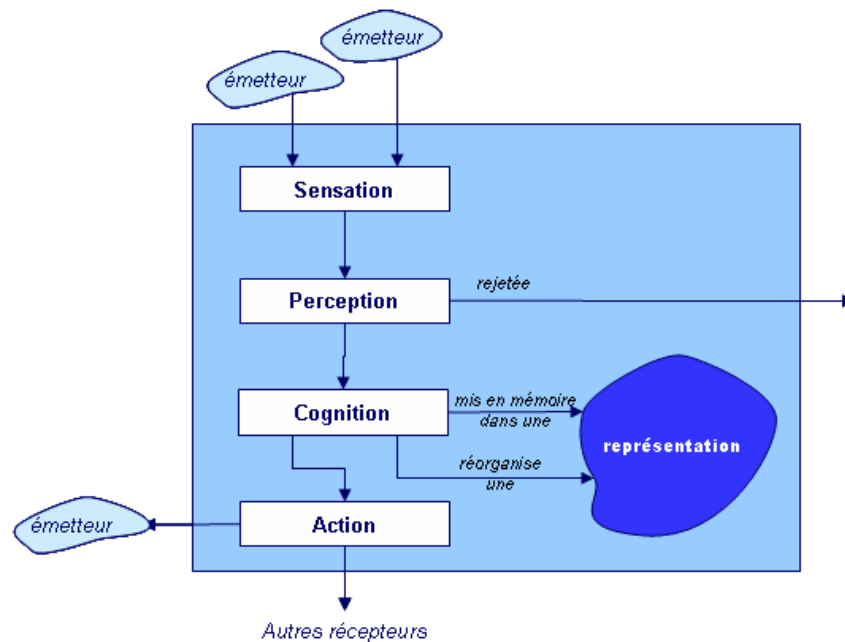 émetteur
émetteur
Sensation
Perception
rejetée
Cognition
mis en mémoire
dans une
représentation
réorganise
une
émetteur
Action
Autres récepteurs